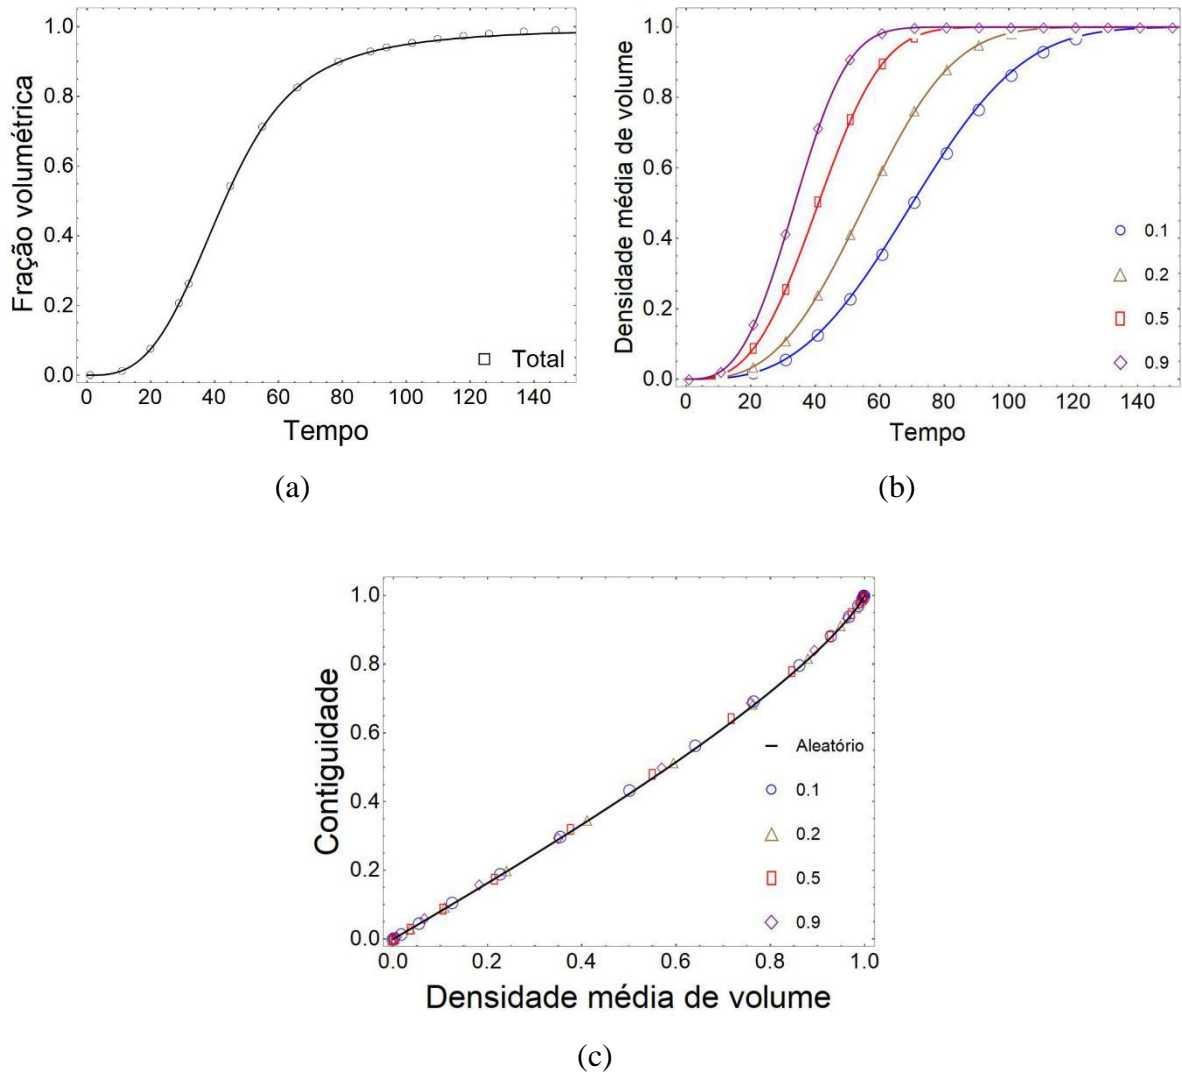 Fração volumétrica
1.0
0.8
0.6
0.4
0.2
0.0
0 20 40 60 80 100 120 140
Tempo
Total
(a)
Densidade média de volume
1.0
0.8
0.6
0.4
0.2
0.0
0 20 40 60 80 100 120 140
Tempo
0.1
0.2
0.5
0.9
(b)
Contiguidade
1.0
0.8
0.6
0.4
0.2
0.0
0.0 0.2 0.4 0.6 0.8 1.0
Densidade média de volume
Aleatório
0.1
0.2
0.5
0.9
(c)